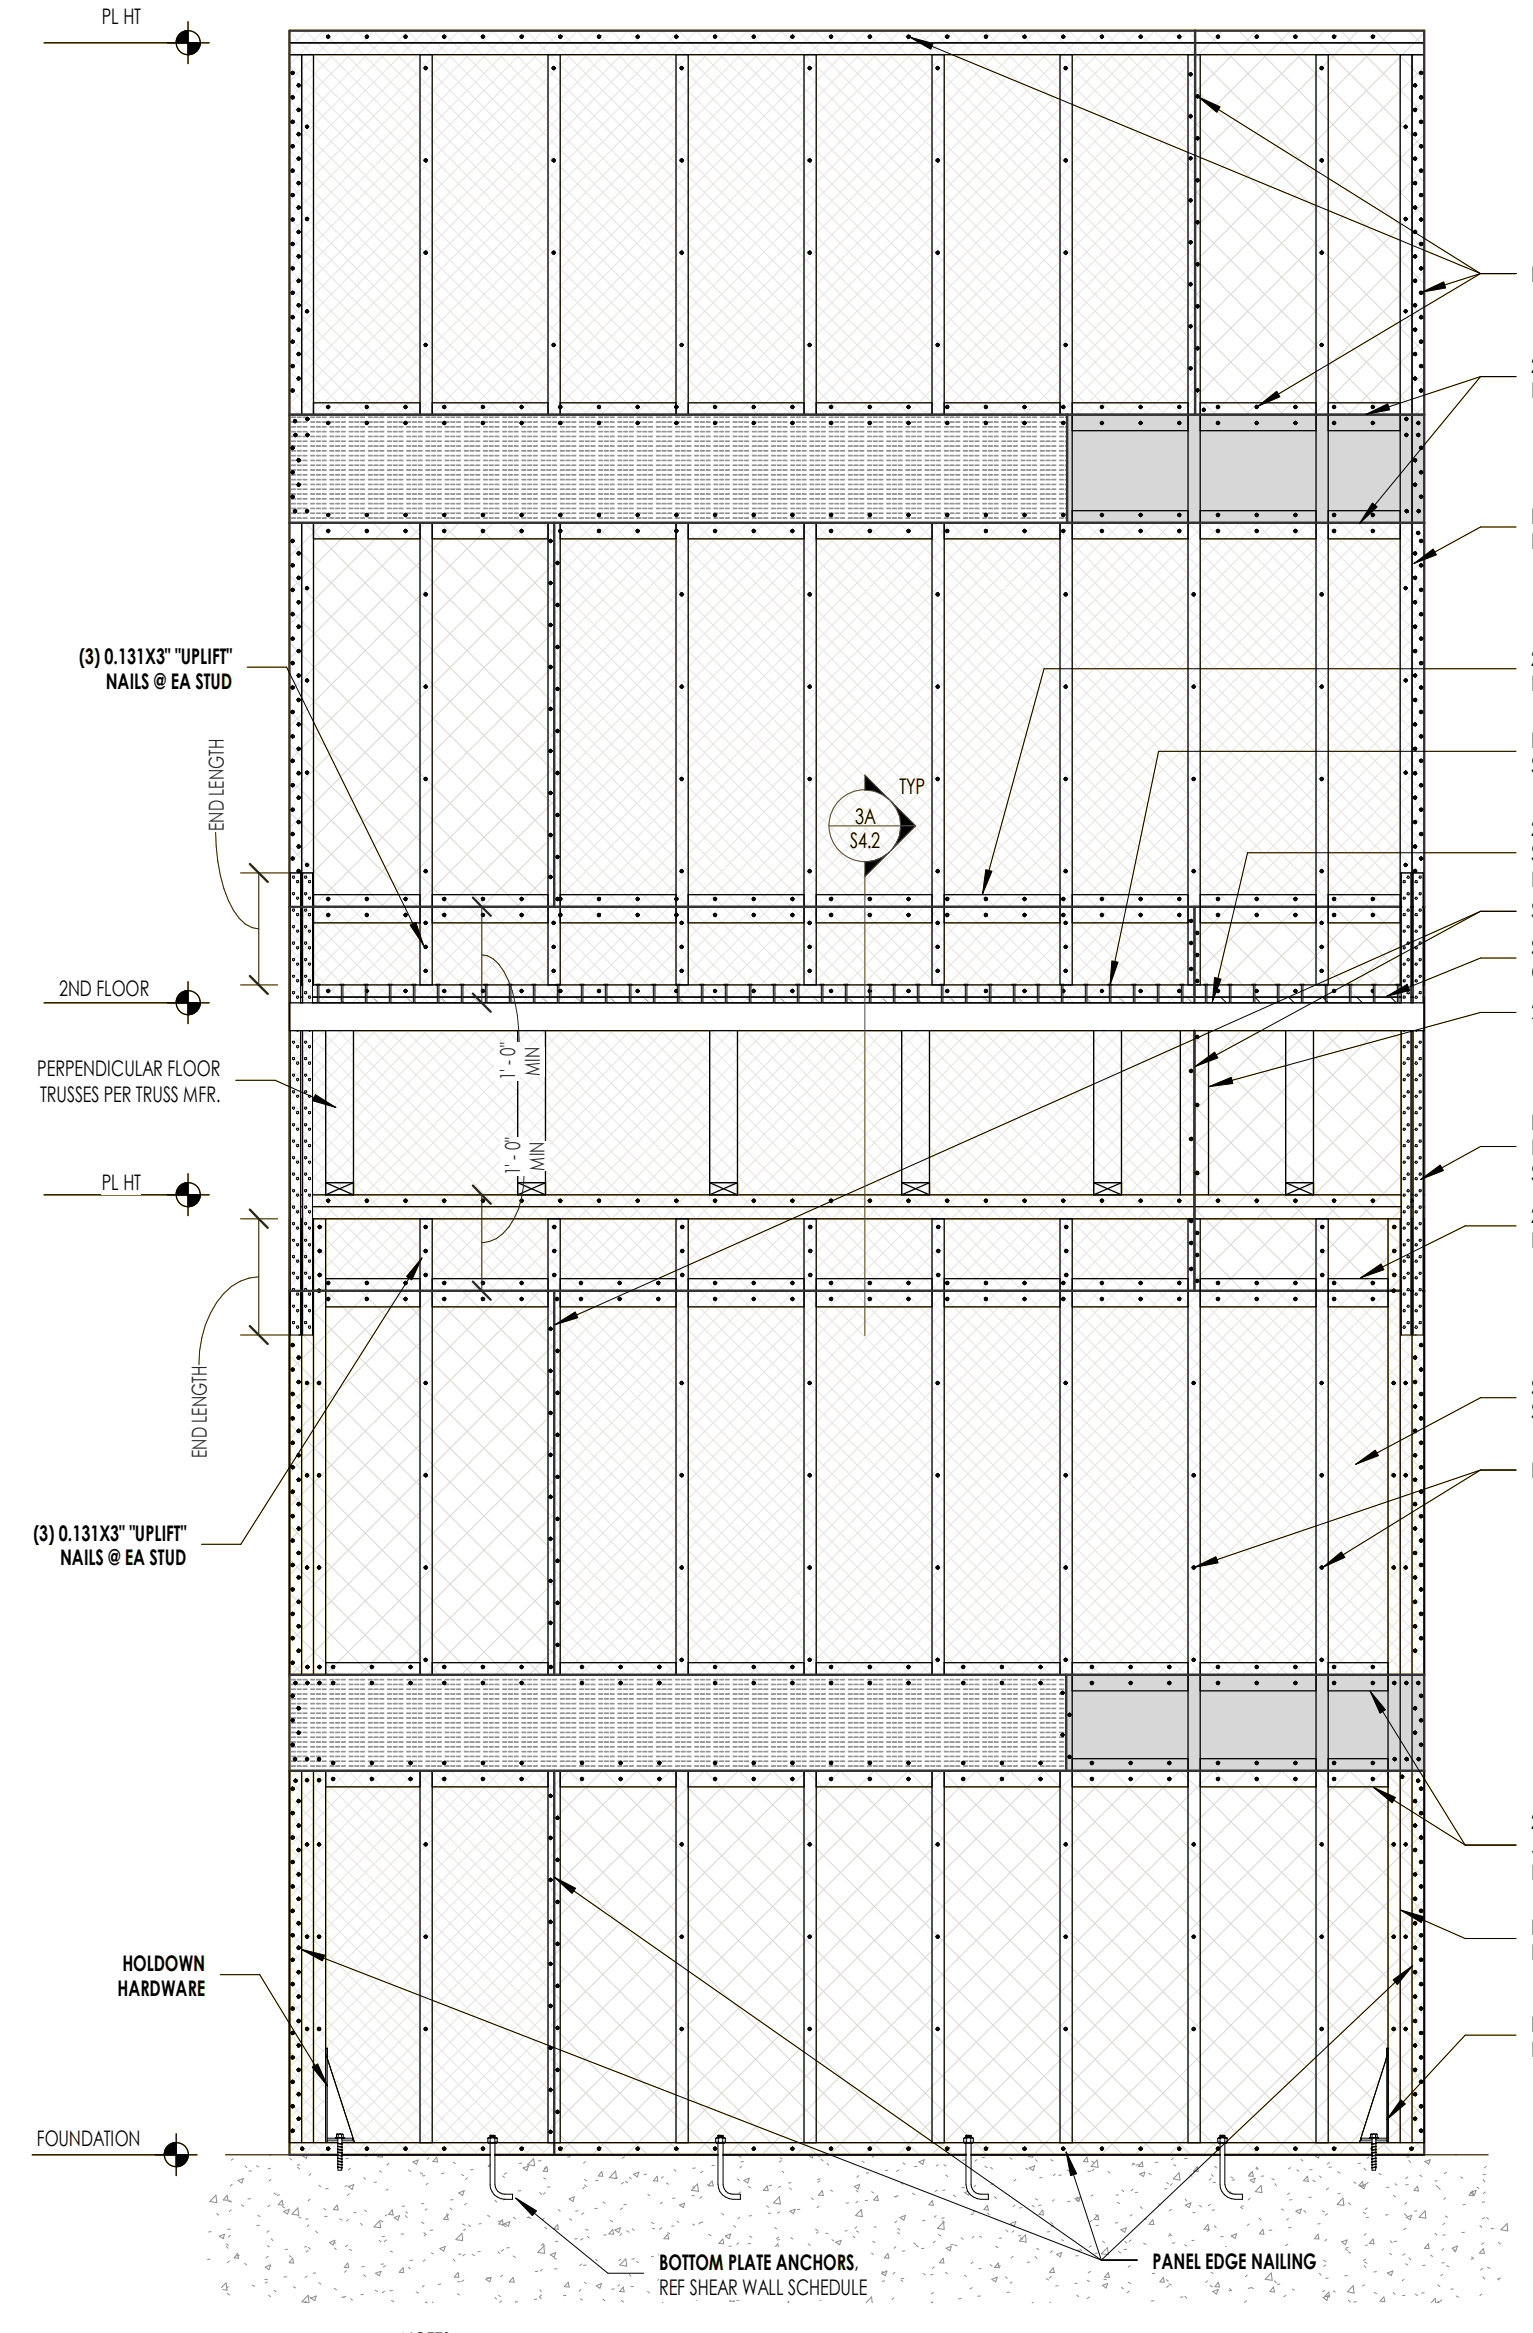 PL HT
(3) 0.131X3" "UPLIFT"
NAILS @ EA STUD
END LENGTH
TYP
3A
S4.2
2ND FLOOR
1' - 0"
MIN
PERPENDICULAR FLOOR
TRUSSES PER TRUSS MFR.
1' - 0"
MIN
PL HT
END LENGTH
(3) 0.131X3" "UPLIFT"
NAILS @ EA STUD
HOLDOWN
HARDWARE
FOUNDATION
BOTTOM PLATE ANCHORS,
REF SHEAR WALL SCHEDULE
PANEL EDGE NAILING